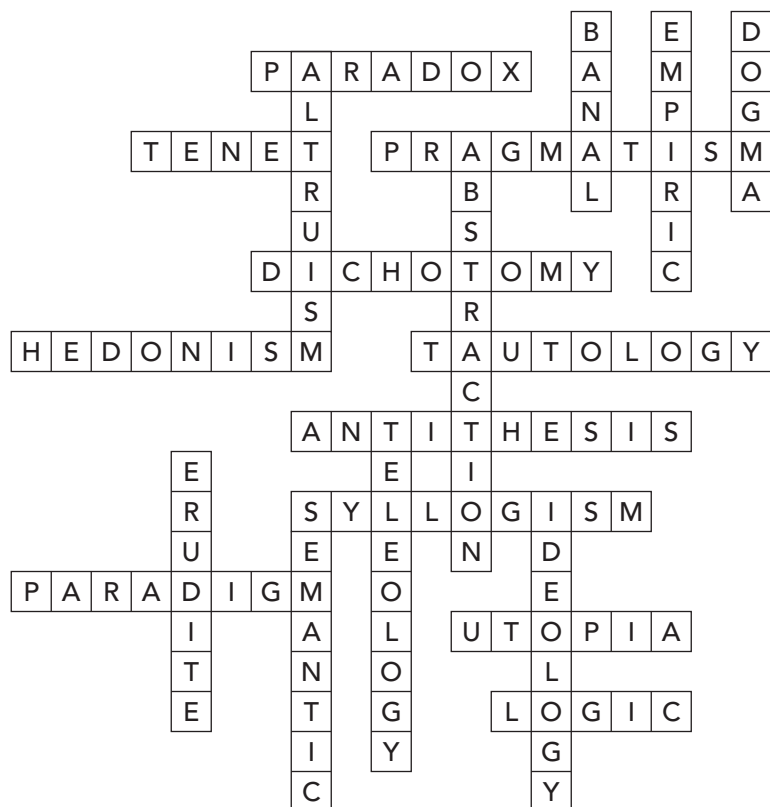 BANAL
EMPIRIC
DOGMA
PARADOX
ALTRUISM
TENET
PRAGMATISM
ABSTRACTION
DICHOTOMY
HEDONISM
TAUTOLOGY
ANTITHESIS
TELEOLOGY
ERUDITE
SYLLOGISM
SEMANTIC
IDEOLOGY
PARADIGM
UTOPIA
LOGIC